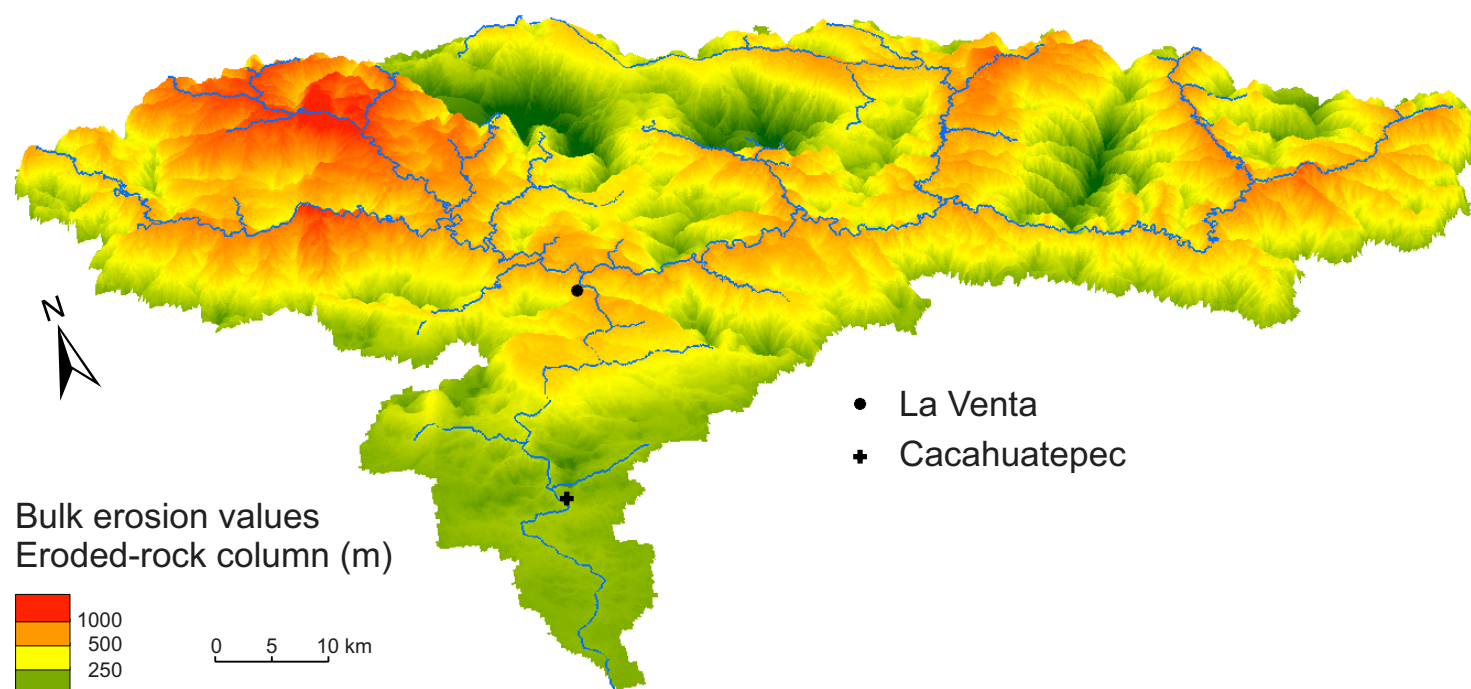 N
La Venta
Cacahuatepec
Bulk erosion values
Eroded-rock column (m)
1000
500
250
0 5 10 km